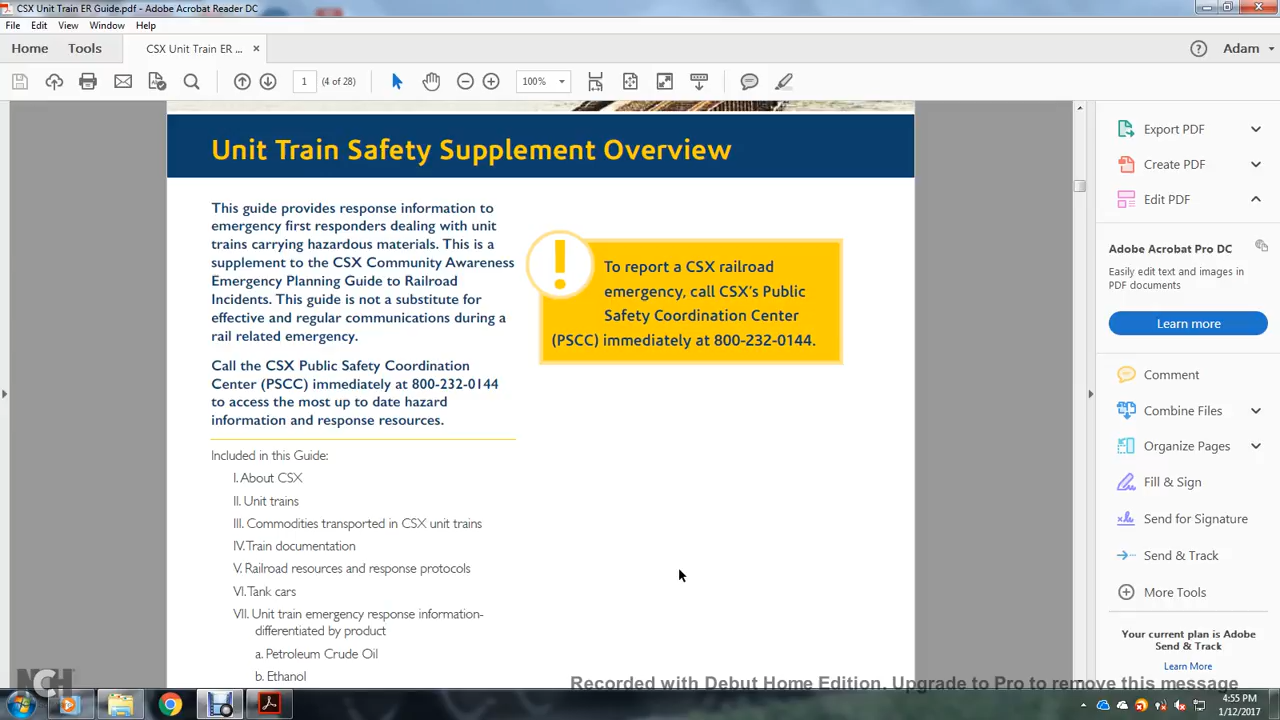 CSX Unit Train ER Guide.pdf - Adobe Acrobat Reader DC
File Edit View Window Help
Home Tools CSX Unit Train ER ... × Adam
1 (4 of 28) 100%
Unit Train Safety Supplement Overview
This guide provides response information to
emergency first responders dealing with unit
trains carrying hazardous materials. This is a
supplement to the CSX Community Awareness
Emergency Planning Guide to Railroad
Incidents. This guide is not a substitute for
effective and regular communications during a
rail related emergency.
Call the CSX Public Safety Coordination
Center (PSCC) immediately at 800-232-0144
to access the most up to date hazard
information and response resources.
Included in this Guide:
I. About CSX
II. Unit trains
III. Commodities transported in CSX unit trains
IV. Train documentation
V. Railroad resources and response protocols
VI. Tank cars
VII. Unit train emergency response information-
differentiated by product
a. Petroleum Crude Oil
b. Ethanol
!
To report a CSX railroad
emergency, call CSX's Public
Safety Coordination Center
(PSCC) immediately at 800-232-0144.
Export PDF
Create PDF
Edit PDF
Adobe Acrobat Pro DC
Easily edit text and images in
PDF documents
Learn more
Comment
Combine Files
Organize Pages
Fill & Sign
Send for Signature
Send & Track
More Tools
Your current plan is Adobe
Send & Track
Learn More
NCH
Recorded with Debut Home Edition. Upgrade to Pro to remove this message
4:55 PM
1/12/2017